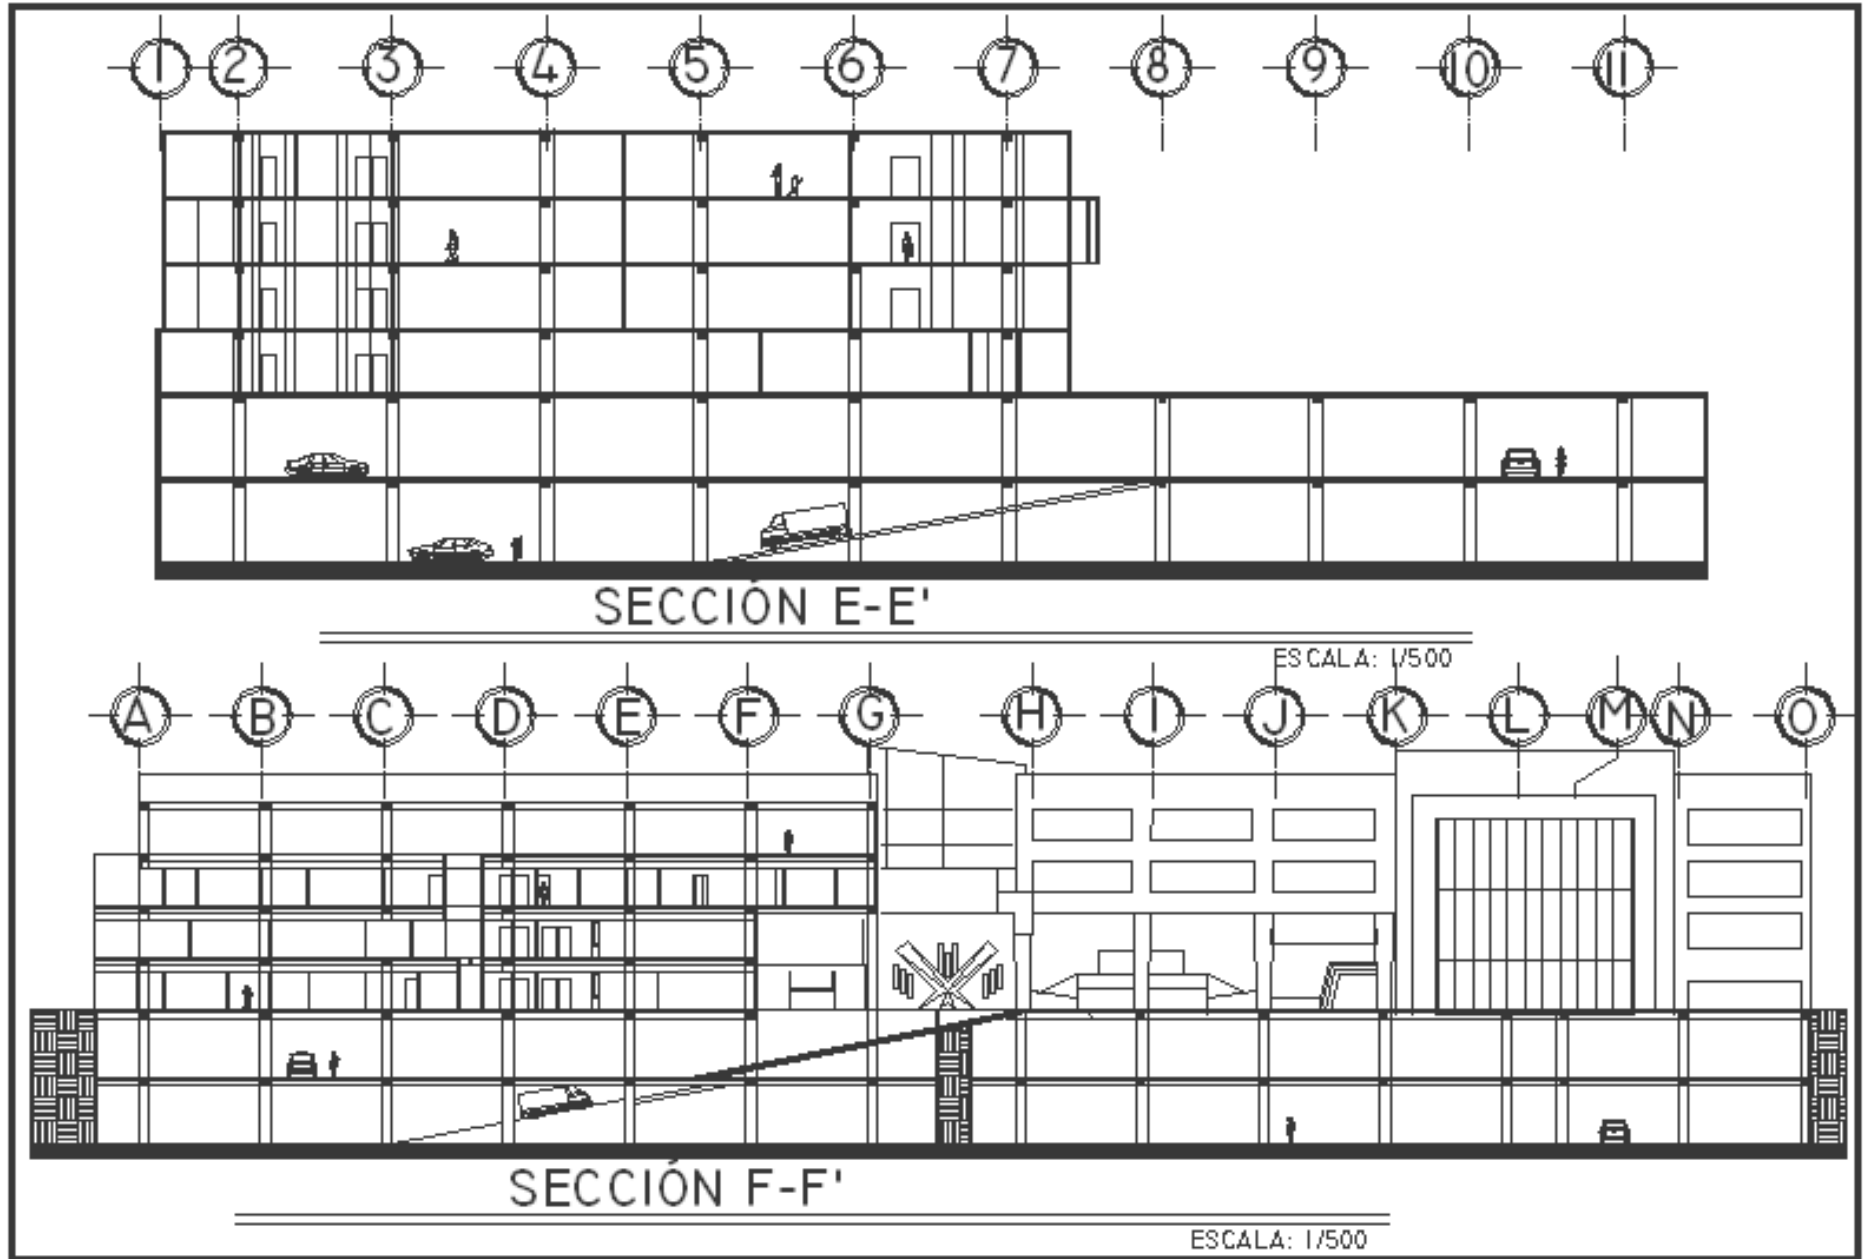 1 2 3 4 5 6 7 8 9 10 11
SECCIÓN E-E'
ESCALA: 1/500
A B C D E F G H I J K L M N O
SECCIÓN F-F'
ESCALA: 1/500